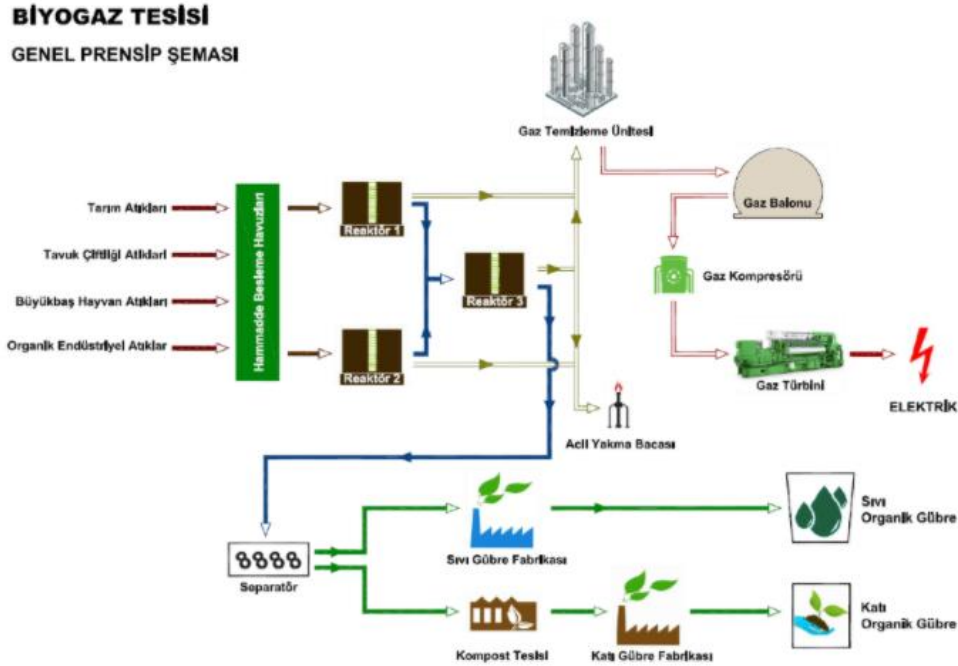 BİYOGAZ TESİSİ
GENEL PRENSİP ŞEMASI
Gaz Temizleme Ünitesi
Gaz Balonu
Tarım Atıkları
Tavuk Çiftliği Atıkları
Büyükbaş Hayvan Atıkları
Organik Endüstriyel Atıklar
Hammadde Besleme Havuzları
Reaktör 1
Reaktör 3
Reaktör 2
Gaz Kompresörü
Gaz Türbini
ELEKTRİK
Acil Yakma Bacası
Separatör
Sıvı Gübre Fabrikası
Sıvı
Organik Gübre
Kompost Tesisi
Katı Gübre Fabrikası
Katı
Organik Gübre